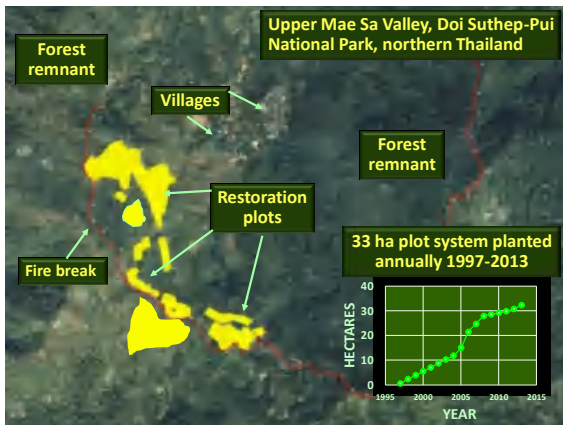 Upper Mae Sa Valley, Doi Suthep-Pui
National Park, northern Thailand
Forest
remnant
Villages
Forest
remnant
Restoration
plots
Fire break
33 ha plot system planted
annually 1997-2013
HECTARES
40
30
20
10
0
1995
2000
2005
2010
2015
YEAR